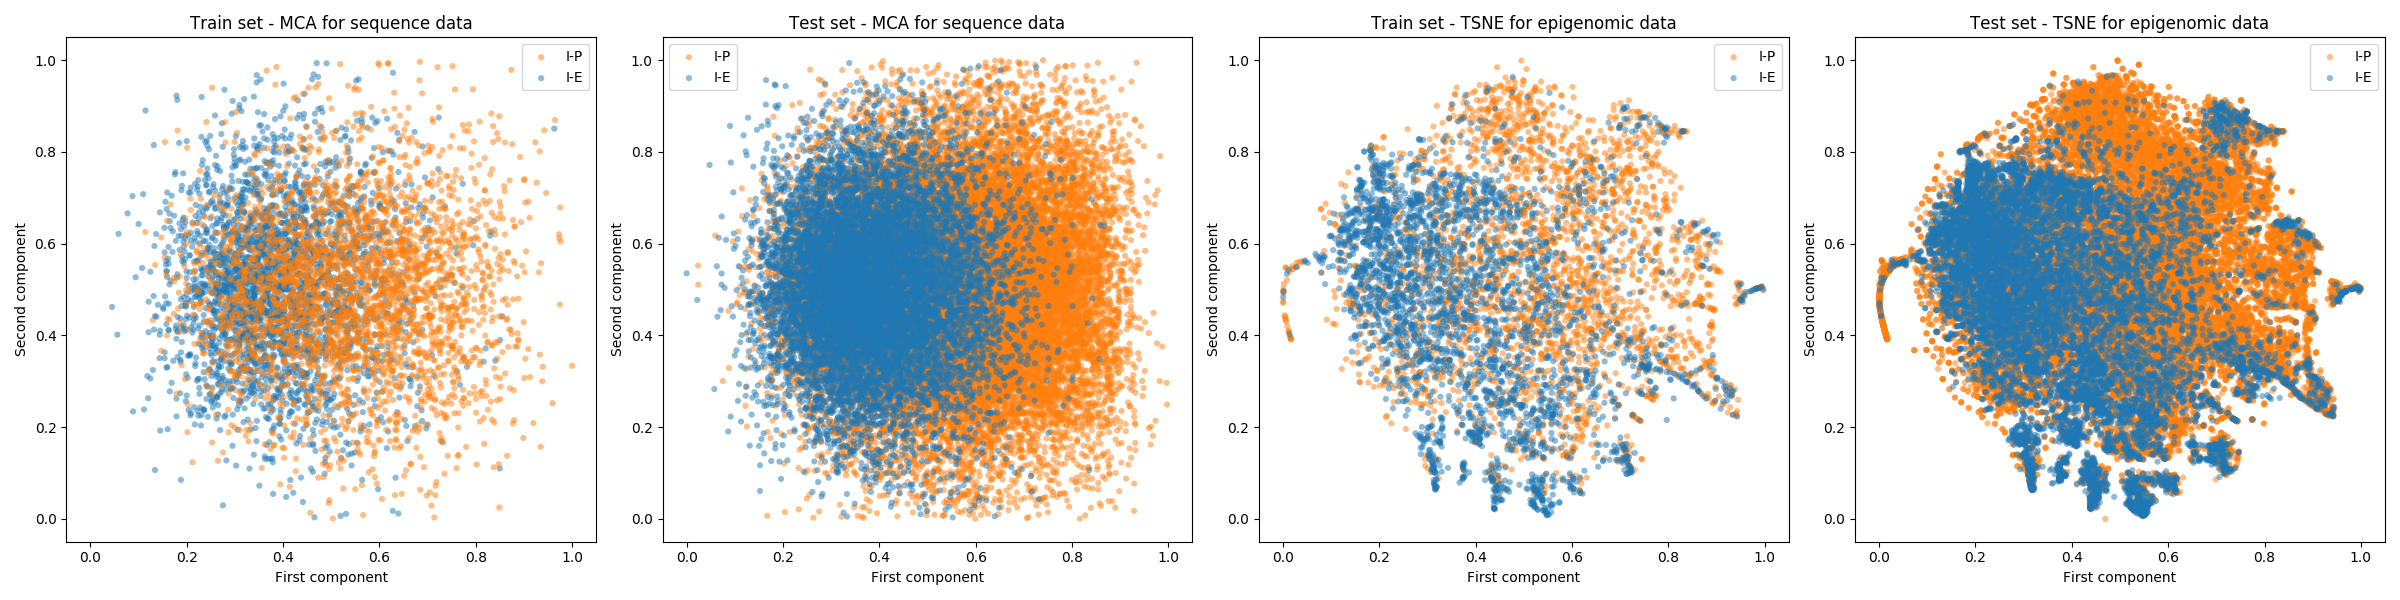 Train set - MCA for sequence data
I-P
I-E
1.0
0.8
0.6
0.4
0.2
0.0
Second component
0.0 0.2 0.4 0.6 0.8 1.0
First component
Test set - MCA for sequence data
I-P
I-E
1.0
0.8
0.6
0.4
0.2
0.0
Second component
0.0 0.2 0.4 0.6 0.8 1.0
First component
Train set - TSNE for epigenomic data
I-P
I-E
1.0
0.8
0.6
0.4
0.2
0.0
Second component
0.0 0.2 0.4 0.6 0.8 1.0
First component
Test set - TSNE for epigenomic data
I-P
I-E
1.0
0.8
0.6
0.4
0.2
0.0
Second component
0.0 0.2 0.4 0.6 0.8 1.0
First component